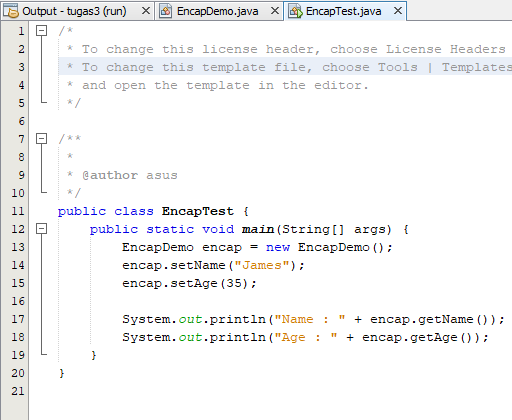 Output - tugas3 (run) EncapDemo.java EncapTest.java
1 /*
2 * To change this license header, choose License Headers
3 * To change this template file, choose Tools | Templates
4 * and open the template in the editor.
5 */
6
7 /**
8 *
9 * @author asus
10 */
11 public class EncapTest {
12 public static void main(String[] args) {
13 EncapDemo encap = new EncapDemo();
14 encap.setName("James");
15 encap.setAge(35);
16
17 System.out.println("Name : " + encap.getName());
18 System.out.println("Age : " + encap.getAge());
19 }
20 }
21